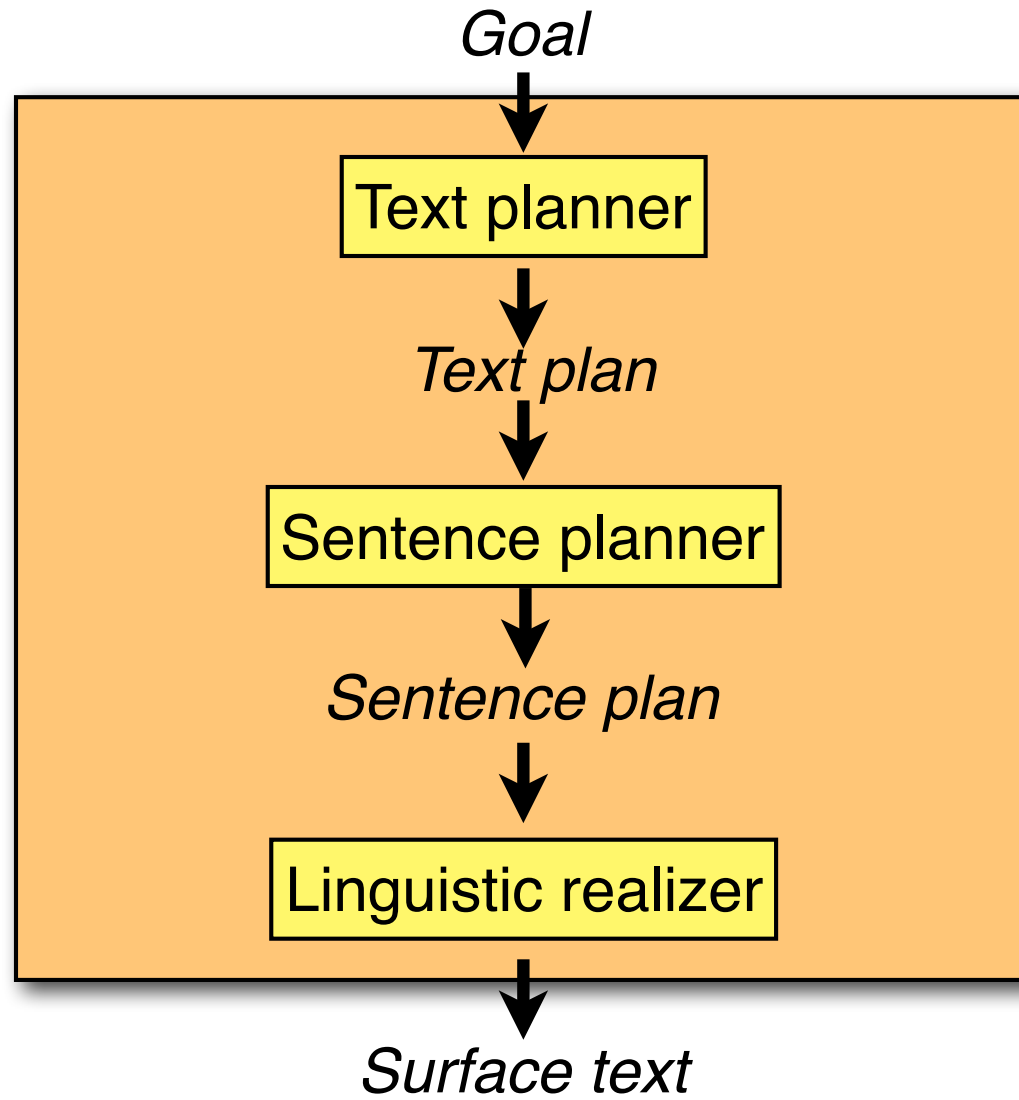 Goal
Text planner
Text plan
Sentence planner
Sentence plan
Linguistic realizer
Surface text